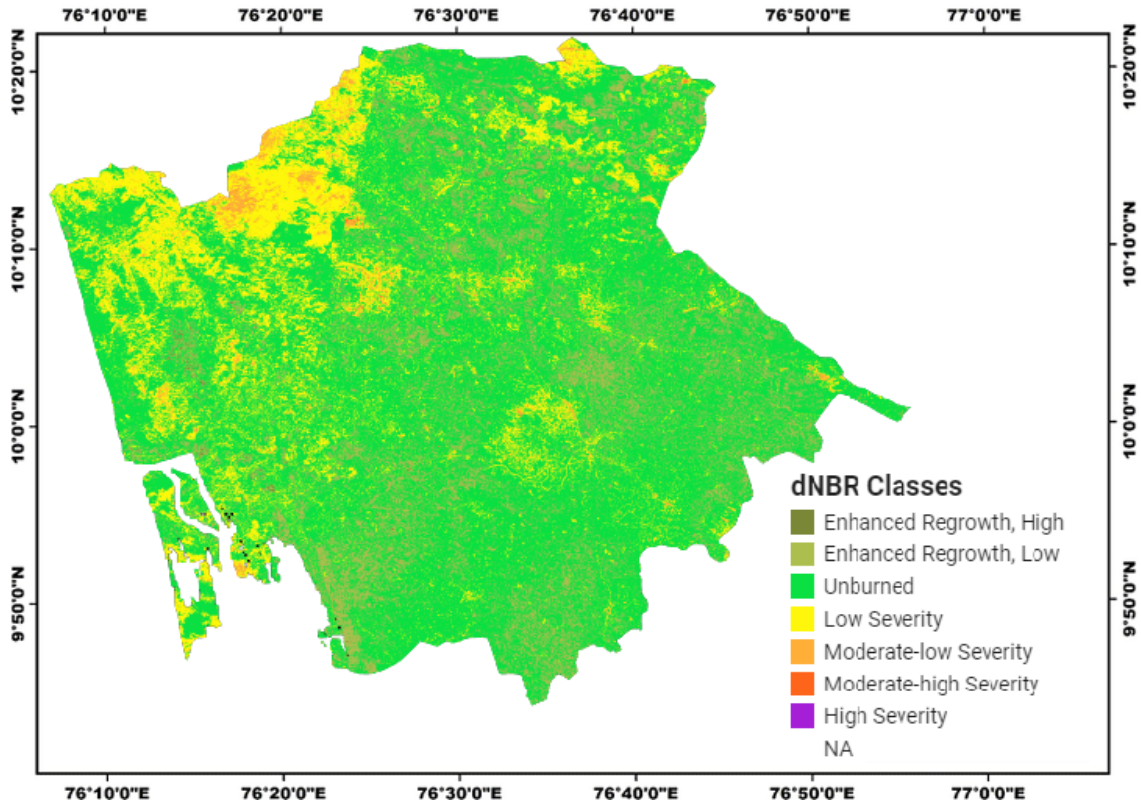 76°10'0"E 76°20'0"E 76°30'0"E 76°40'0"E 76°50'0"E 77°0'0"E
10°20'0"N
10°10'0"N
10°0'0"N
9°50'0"N
10°20'0"N
10°10'0"N
10°0'0"N
9°50'0"N
dNBR Classes
Enhanced Regrowth, High
Enhanced Regrowth, Low
Unburned
Low Severity
Moderate-low Severity
Moderate-high Severity
High Severity
NA
76°10'0"E 76°20'0"E 76°30'0"E 76°40'0"E 76°50'0"E 77°0'0"E